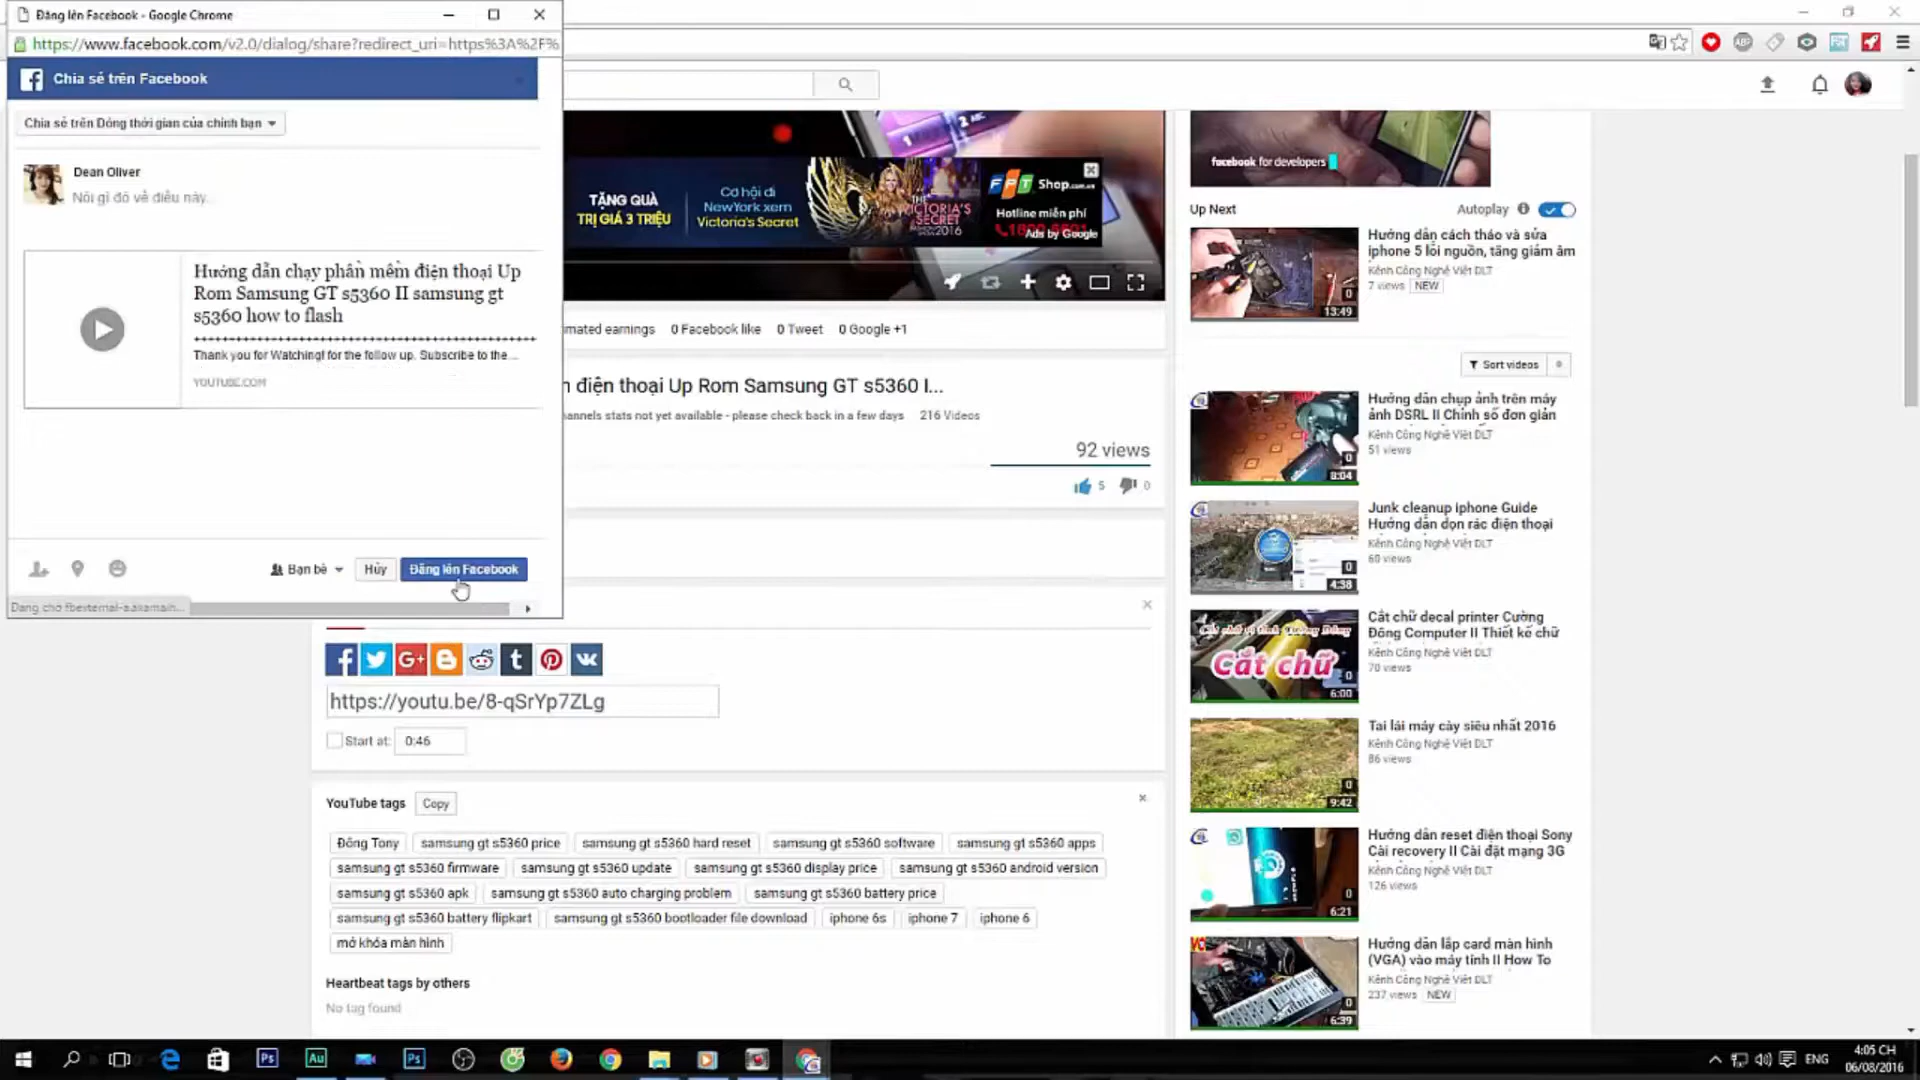 Đăng lên Facebook - Google Chrome
https://www.facebook.com/v2.0/dialog/share?redirect_uri=https%3A%2F%
Chia sẻ trên Facebook
Chia sẻ trên Dòng thời gian của chính bạn
Dean Oliver
Nói gì đó về điều này...
Hướng dẫn chạy phần mềm điện thoại Up
Rom Samsung GT s5360 II samsung gt
s5360 how to flash
Thank you for Watching! for the follow up. Subscribe to the ...
YOUTUBE.COM
Bạn bè
Hủy
Đăng lên Facebook
TẶNG QUÀ
TRỊ GIÁ 3 TRIỆU
Cơ hội đi
NewYork xem
Victoria's Secret
VICTORIA'S
SECRET
2016
FPT Shop.com.vn
Hotline miễn phí
Ads by Google
imated earnings 0 Facebook like 0 Tweet 0 Google +1
điện thoại Up Rom Samsung GT s5360 I...
hannels stats not yet available - please check back in a few days 216 Videos
92 views
5 0
https://youtu.be/8-qSrYp7ZLg
Start at: 0:46
YouTube tags Copy
Đông Tony samsung gt s5360 price samsung gt s5360 hard reset samsung gt s5360 software samsung gt s5360 apps
samsung gt s5360 firmware samsung gt s5360 update samsung gt s5360 display price samsung gt s5360 android version
samsung gt s5360 apk samsung gt s5360 auto charging problem samsung gt s5360 battery price
samsung gt s5360 battery flipkart samsung gt s5360 bootloader file download iphone 6s iphone 7 iphone 6
mở khóa màn hình
Heartbeat tags by others
No tag found
facebook for developers
Up Next
Autoplay
Hướng dẫn cách tháo và sửa
iphone 5 lỗi nguồn, tăng giảm âm
Kênh Công Nghệ Việt DLT
7 views NEW
13:49
Sort videos
Hướng dẫn chụp ảnh trên máy
ảnh DSRL II Chỉnh số đơn giản
Kênh Công Nghệ Việt DLT
51 views
8:04
Junk cleanup iphone Guide
Hướng dẫn dọn rác điện thoại
Kênh Công Nghệ Việt DLT
60 views
4:38
Cắt chữ decal printer Cường
Đông Computer II Thiết kế chữ
Kênh Công Nghệ Việt DLT
70 views
Cắt chữ
6:00
Tai lái máy cày siêu nhất 2016
Kênh Công Nghệ Việt DLT
86 views
9:42
Hướng dẫn reset điện thoại Sony
Cài recovery II Cài đặt mạng 3G
Kênh Công Nghệ Việt DLT
126 views
6:21
Hướng dẫn lắp card màn hình
(VGA) vào máy tính II How To
Kênh Công Nghệ Việt DLT
237 views NEW
6:39
ENG
4:05 CH
06/08/2016